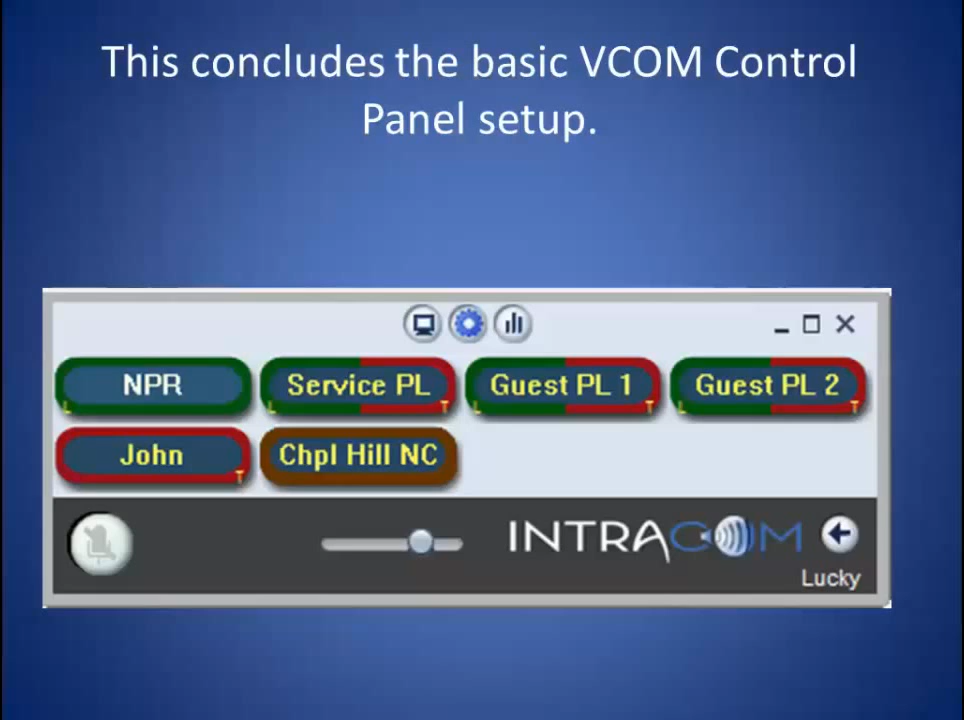 This concludes the basic VCOM Control
Panel setup.
NPR
L
Service PL
L T
Guest PL 1
L T
Guest PL 2
L T
John
T
Chpl Hill NC
INTRACOM
Lucky